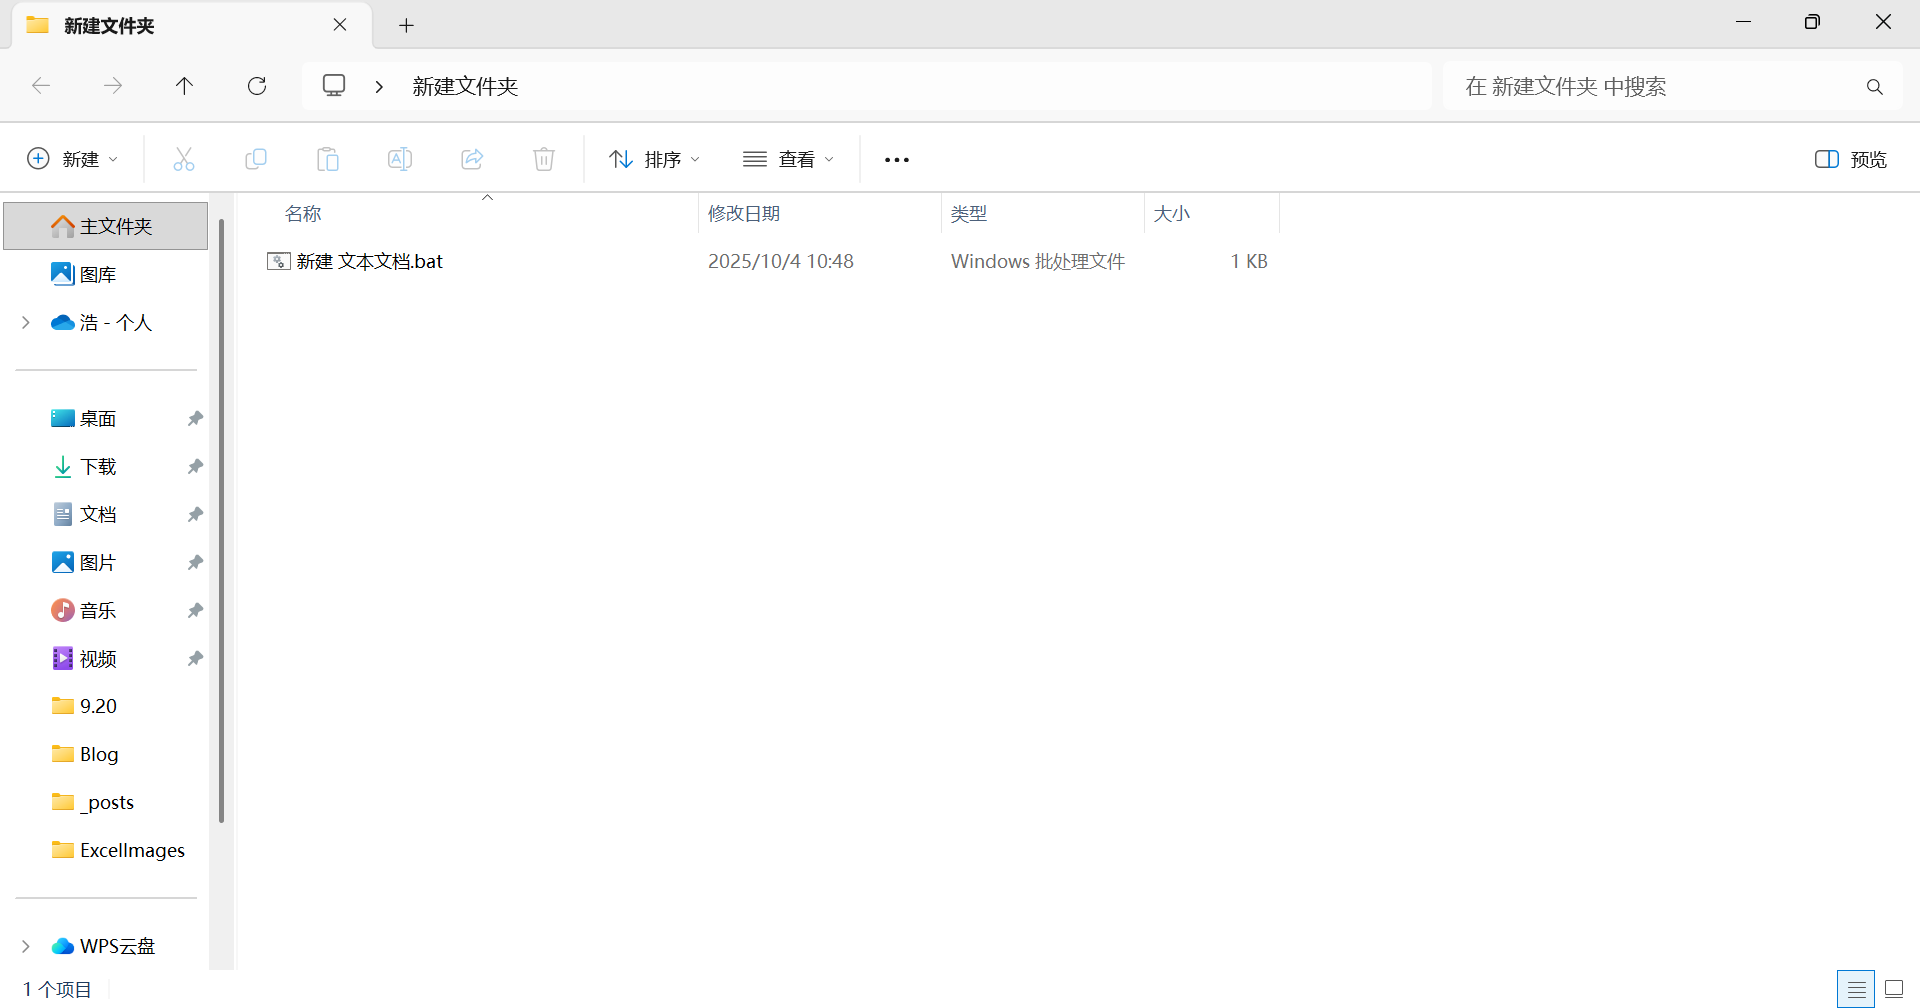 新建文件夹
新建文件夹
在 新建文件夹 中搜索
新建
排序
查看
预览
主文件夹
图库
浩 - 个人
桌面
下载
文档
图片
音乐
视频
9.20
Blog
_posts
ExcelImages
WPS云盘
名称 修改日期 类型 大小
新建 文本文档.bat 2025/10/4 10:48 Windows 批处理文件 1 KB
1 个项目